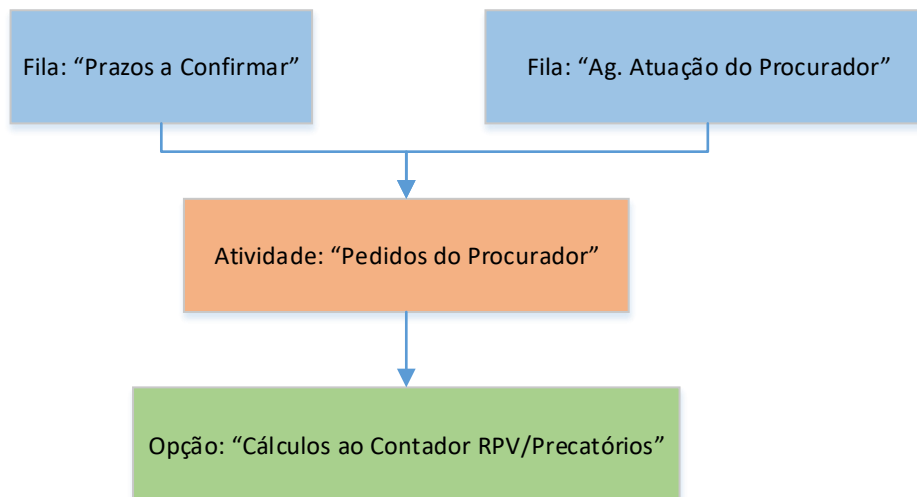 Fila: “Prazos a Confirmar”
Fila: “Ag. Atuação do Procurador”
Atividade: “Pedidos do Procurador”
Opção: “Cálculos ao Contador RPV/Precatórios”